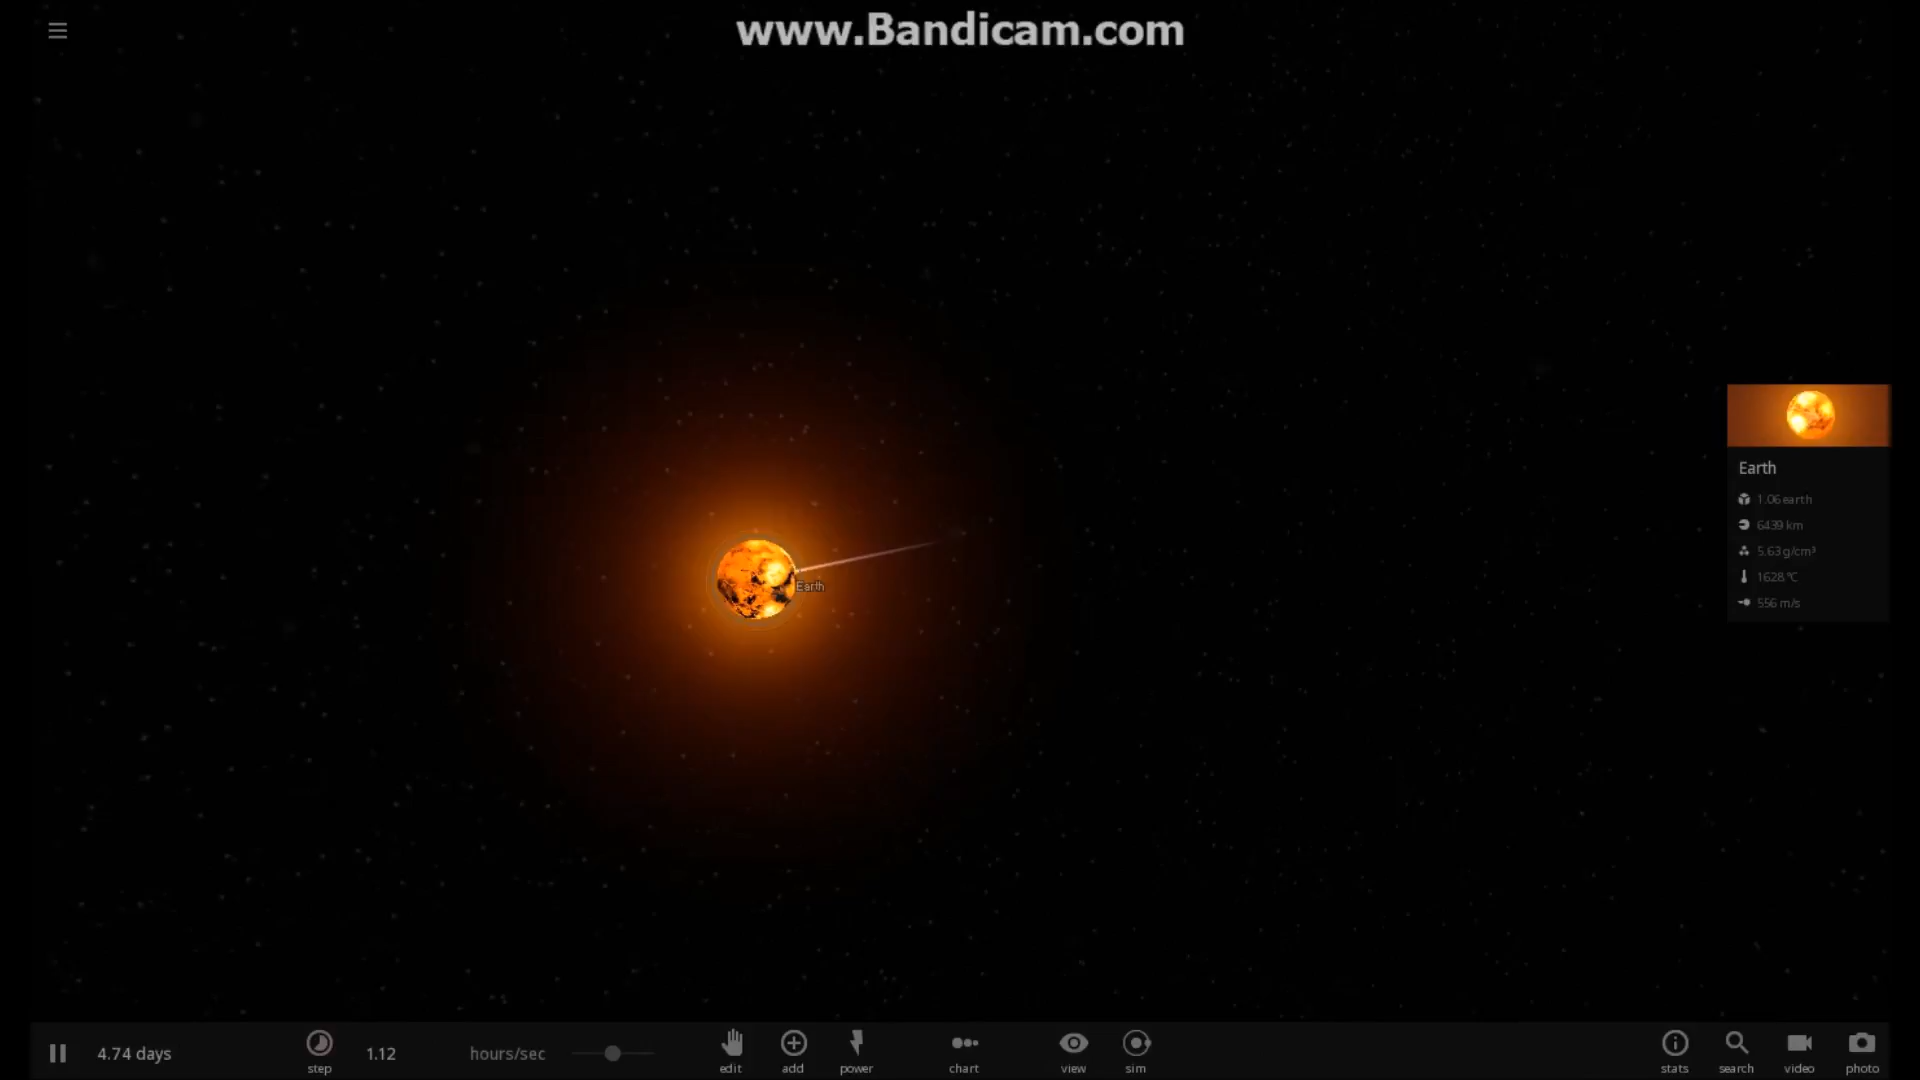 www.Bandicam.com
Earth
Earth
1.06 earth
6439 km
5.63 g/cm³
1628 °C
556 m/s
4.74 days
step
1.12
hours/sec
edit
add
power
chart
view
sim
stats
search
video
photo